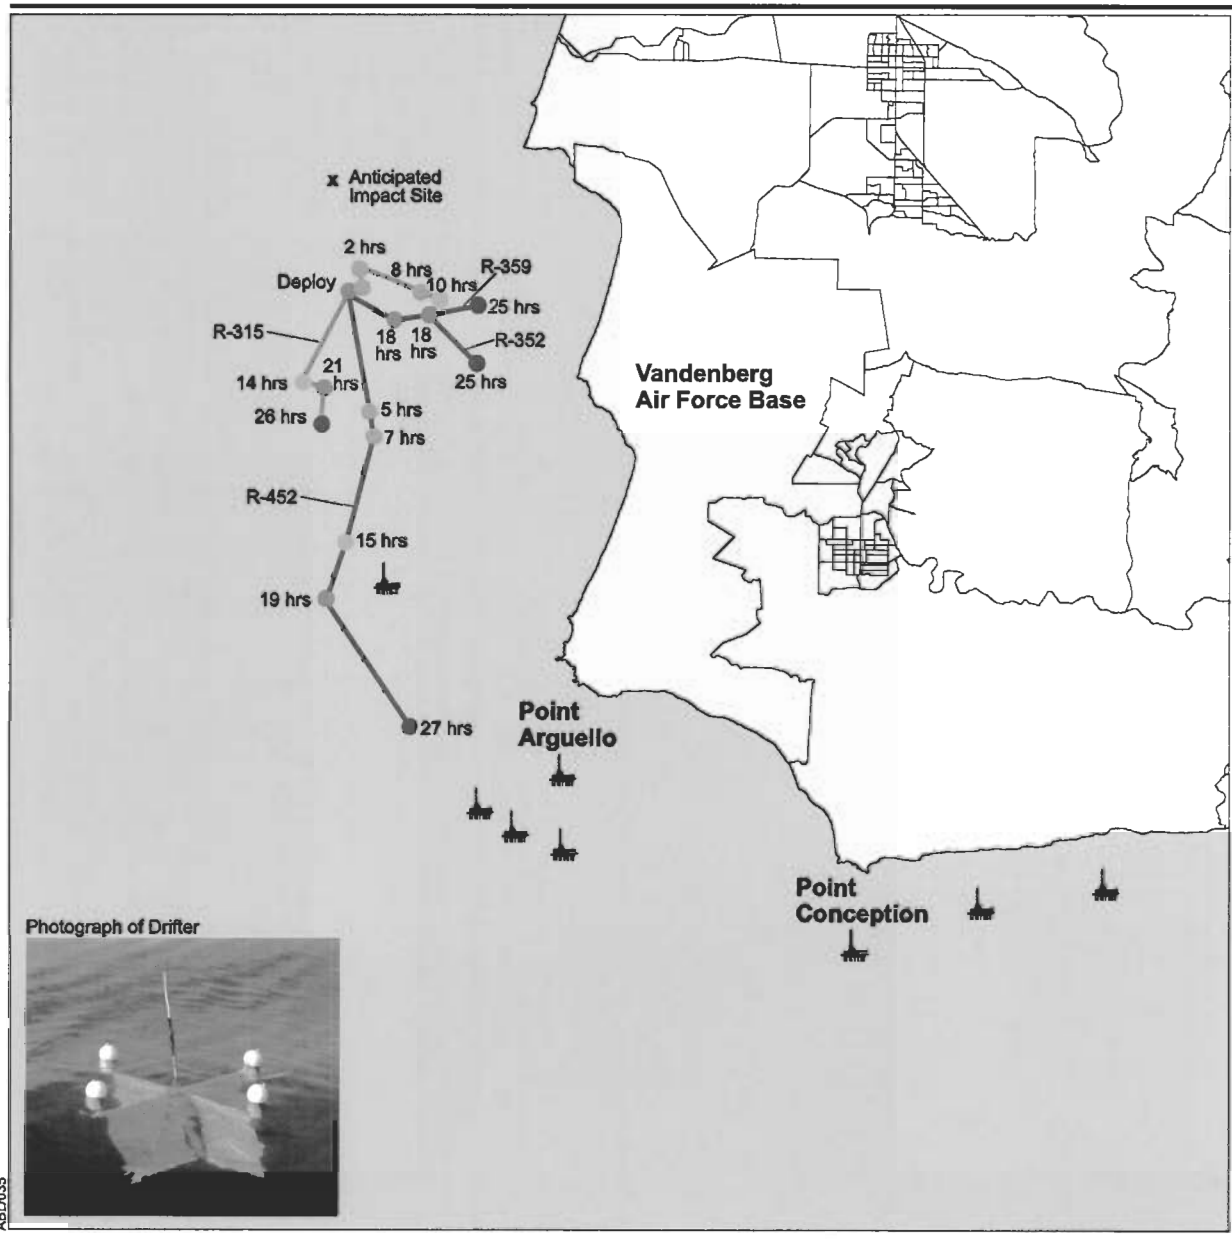 x Anticipated
Impact Site
2 hrs
8 hrs
10 hrs
R-359
Deploy
25 hrs
R-315
18
hrs
18
hrs
R-352
21
hrs
14 hrs
25 hrs
26 hrs
5 hrs
7 hrs
Vandenberg
Air Force Base
R-452
15 hrs
19 hrs
27 hrs
Point
Arguello
Point
Conception
Photograph of Drifter